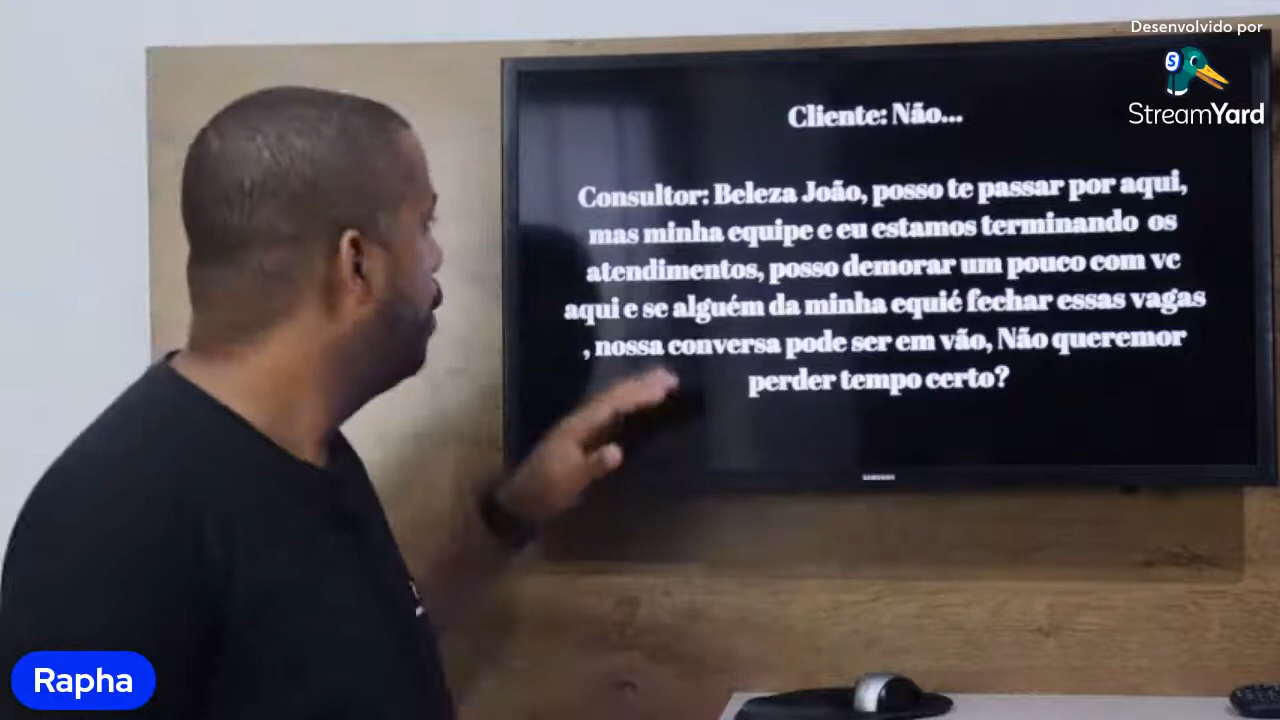 Desenvolvido por
StreamYard
Cliente: Não...
Consultor: Beleza João, posso te passar por aqui,
mas minha equipe e eu estamos terminando os
atendimentos, posso demorar um pouco com vc
aqui e se alguém da minha equié fechar essas vagas
, nossa conversa pode ser em vão, Não queremor
perder tempo certo?
SAMSUNG
Rapha